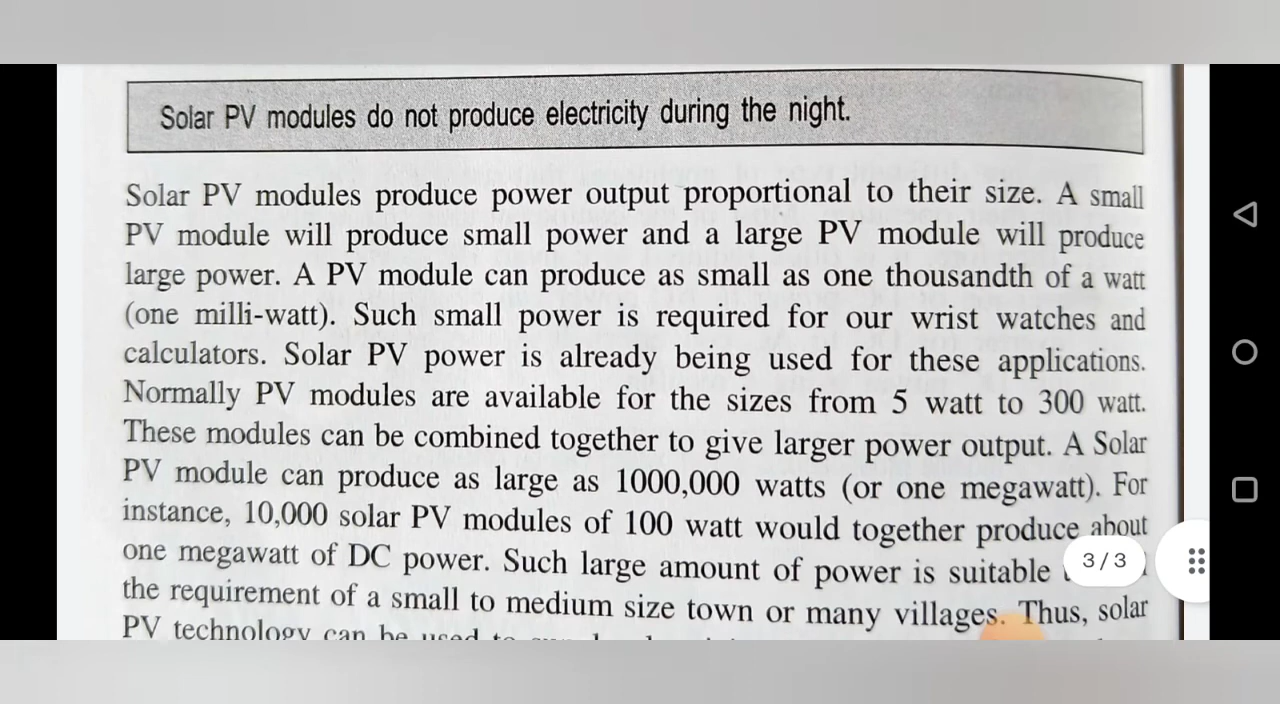 Solar PV modules do not produce electricity during the night.
Solar PV modules produce power output proportional to their size. A small
PV module will produce small power and a large PV module will produce
large power. A PV module can produce as small as one thousandth of a watt
(one milli-watt). Such small power is required for our wrist watches and
calculators. Solar PV power is already being used for these applications.
Normally PV modules are available for the sizes from 5 watt to 300 watt.
These modules can be combined together to give larger power output. A Solar
PV module can produce as large as 1000,000 watts (or one megawatt). For
instance, 10,000 solar PV modules of 100 watt would together produce about
one megawatt of DC power. Such large amount of power is suitable
3/3
the requirement of a small to medium size town or many villages. Thus, solar
PV technology can be used to